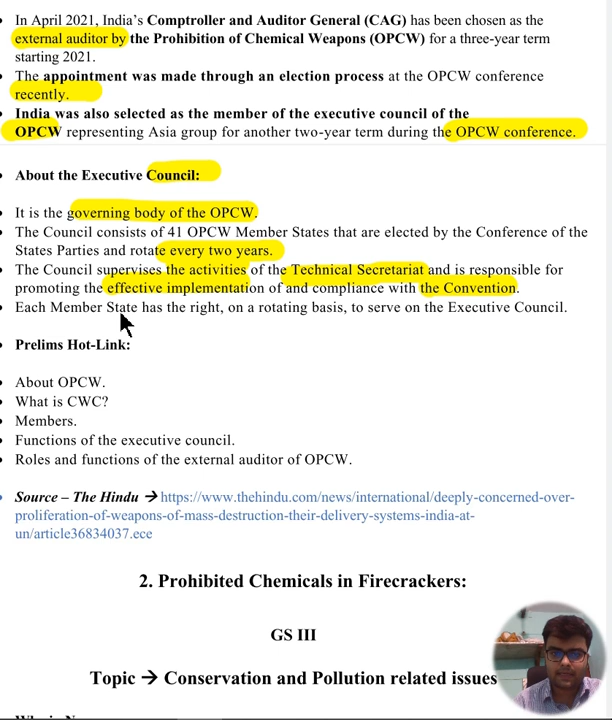 In April 2021, India's Comptroller and Auditor General (CAG) has been chosen as the
external auditor by the Prohibition of Chemical Weapons (OPCW) for a three-year term
starting 2021.
The appointment was made through an election process at the OPCW conference
recently.
India was also selected as the member of the executive council of the
OPCW representing Asia group for another two-year term during the OPCW conference.
About the Executive Council:
It is the governing body of the OPCW.
The Council consists of 41 OPCW Member States that are elected by the Conference of the
States Parties and rotate every two years.
The Council supervises the activities of the Technical Secretariat and is responsible for
promoting the effective implementation of and compliance with the Convention.
Each Member State has the right, on a rotating basis, to serve on the Executive Council.
Prelims Hot-Link:
About OPCW.
What is CWC?
Members.
Functions of the executive council.
Roles and functions of the external auditor of OPCW.
Source – The Hindu → https://www.thehindu.com/news/international/deeply-concerned-over-
proliferation-of-weapons-of-mass-destruction-their-delivery-systems-india-at-
un/article36834037.ece
2. Prohibited Chemicals in Firecrackers:
GS III
Topic → Conservation and Pollution related issues